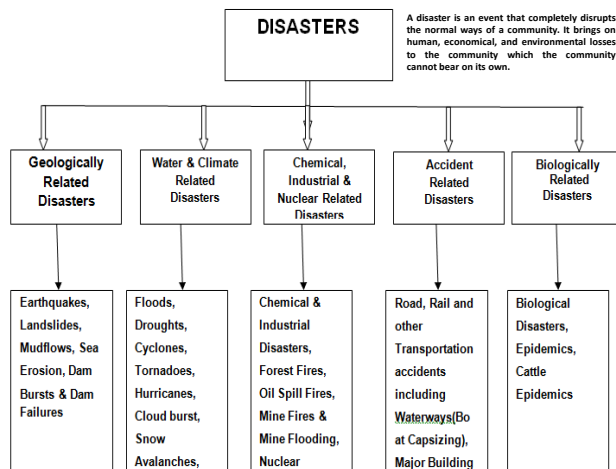 DISASTERS
A disaster is an event that completely disrupts
the normal ways of a community. It brings on
human, economical, and environmental losses
to the community which the community
cannot bear on its own.
Geologically
Related
Disasters
Water & Climate
Related
Disasters
Chemical,
Industrial &
Nuclear Related
Disasters
Accident
Related
Disasters
Biologically
Related
Disasters
Earthquakes,
Landslides,
Mudflows, Sea
Erosion, Dam
Bursts & Dam
Failures
Floods,
Droughts,
Cyclones,
Tornadoes,
Hurricanes,
Cloud burst,
Snow
Avalanches,
Chemical &
Industrial
Disasters,
Forest Fires,
Oil Spill Fires,
Mine Fires &
Mine Flooding,
Nuclear
Road, Rail and
other
Transportation
accidents
including
Waterways(Bo
at Capsizing),
Major Building
Biological
Disasters,
Epidemics,
Cattle
Epidemics